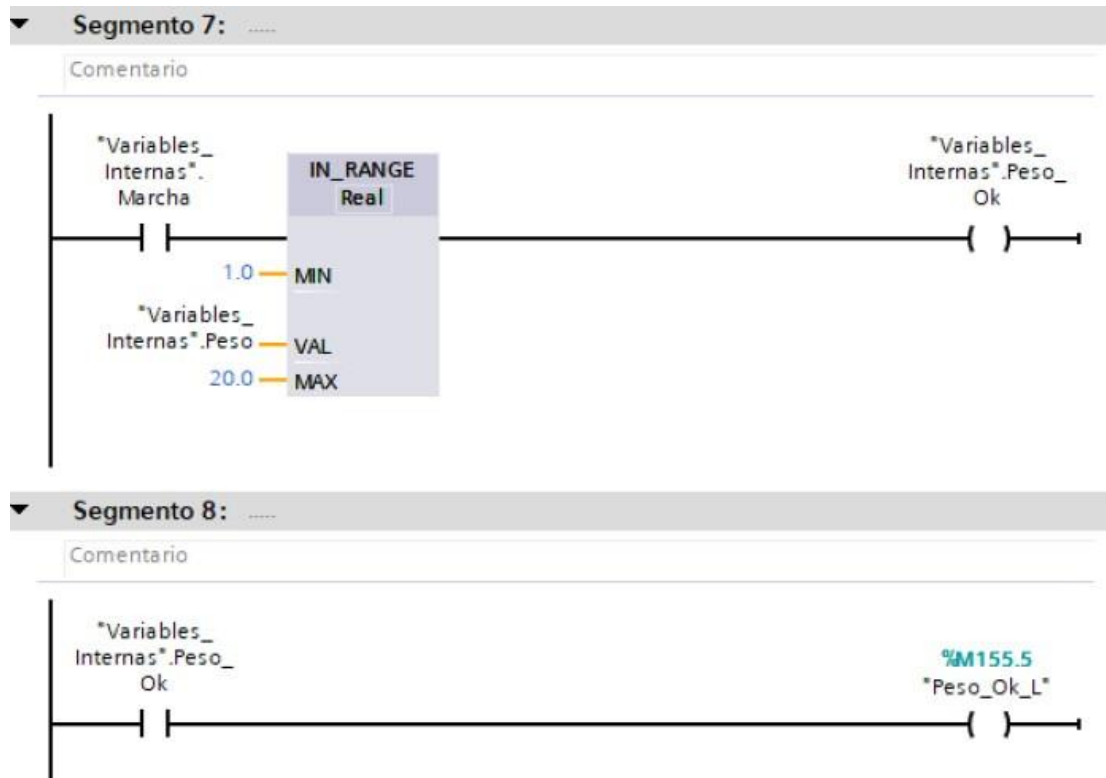 Segmento 7: .....
Comentario
"Variables_
Internas".
Marcha
IN_RANGE
Real
"Variables_
Internas".Peso_
Ok
1.0
MIN
"Variables_
Internas".Peso
VAL
20.0
MAX
Segmento 8: .....
Comentario
"Variables_
Internas".Peso_
Ok
%M155.5
"Peso_Ok_L"